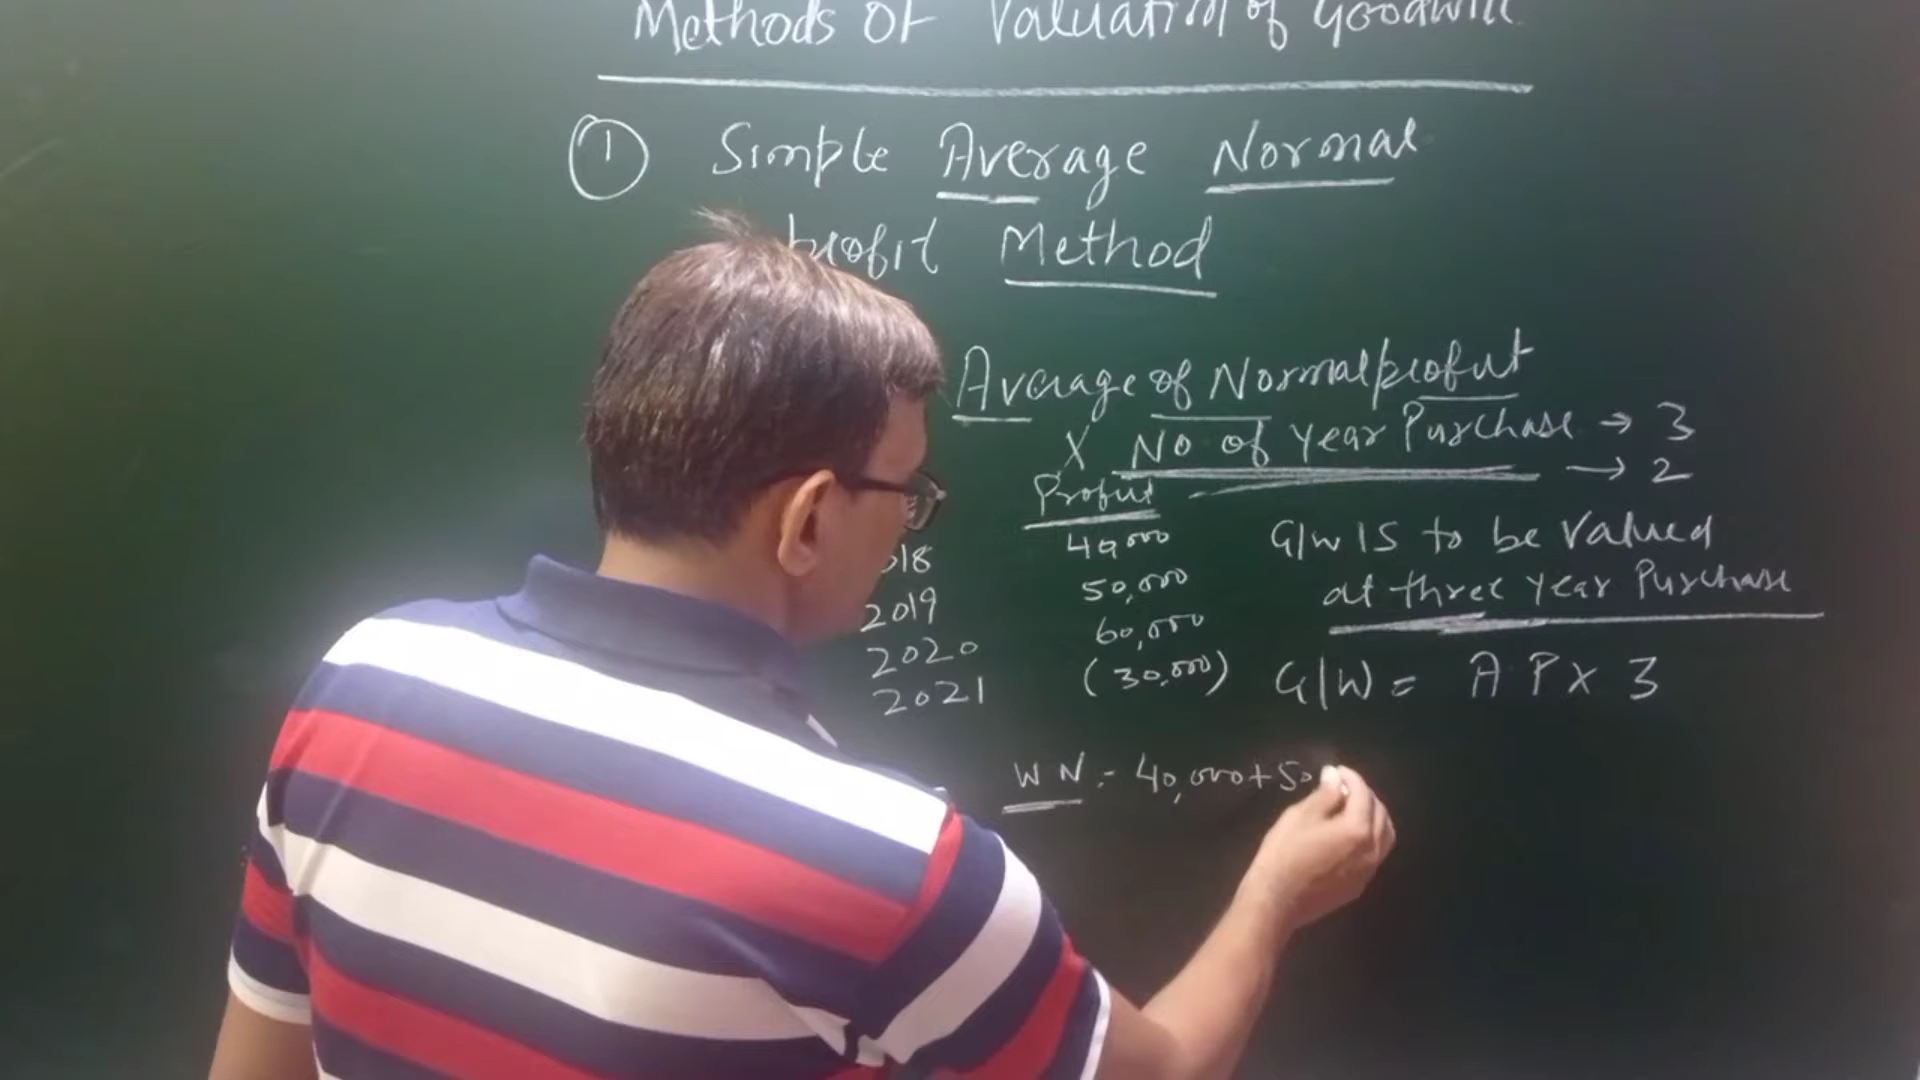 Methods of Valuation of Goodwill
① Simple Average Normal
profit Method
Average of Normal profit
X No of year Purchase → 3
→ 2
Profit
018 40,000
2019 50,000
2020 60,000
2021 (30,000)
G/W IS to be Valued
at three year Purchase
G/W = A P X 3
W N :- 40,000 + 50